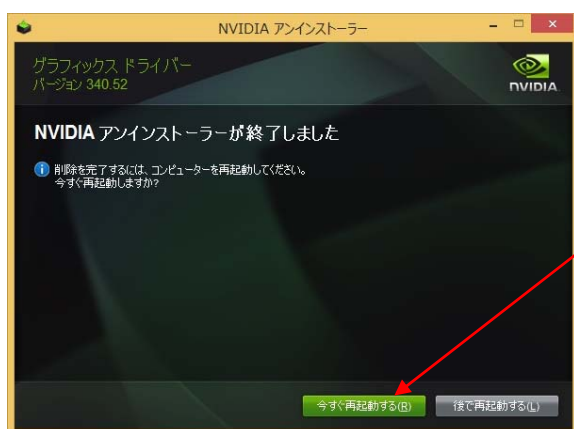 NVIDIA アンインストーラー
グラフィックス ドライバー
バージョン 340.52
NVIDIA
NVIDIA アンインストーラーが終了しました
削除を完了するには、コンピューターを再起動してください。
今すぐ再起動しますか?
今すぐ再起動する(R)
後で再起動する(L)